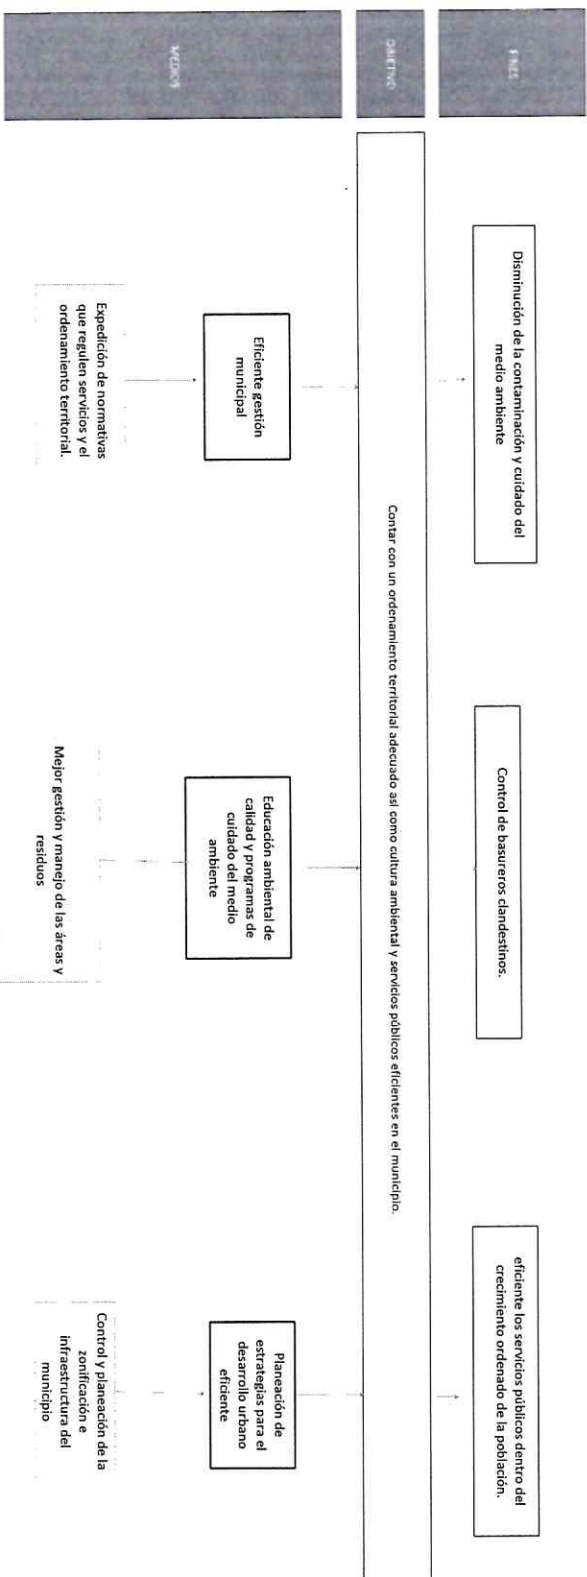 FINES
Disminución de la contaminación y cuidado del
medio ambiente
Control de basureros clandestinos.
eficiente los servicios públicos dentro del
crecimiento ordenado de la población.
OBJETIVO
Contar con un ordenamiento territorial adecuado así como cultura ambiental y servicios públicos eficientes en el municipio.
MEDIOS
Eficiente gestión
municipal
Educación ambiental de
calidad y programas de
cuidado del medio
ambiente
Planeación de
estrategias para el
desarrollo urbano
eficiente
Expedición de normativas
que regulen servicios y el
ordenamiento territorial.
Mejor gestión y manejo de las áreas y
residuos
Control y planeación de la
zonificación e
infraestructura del
municipio